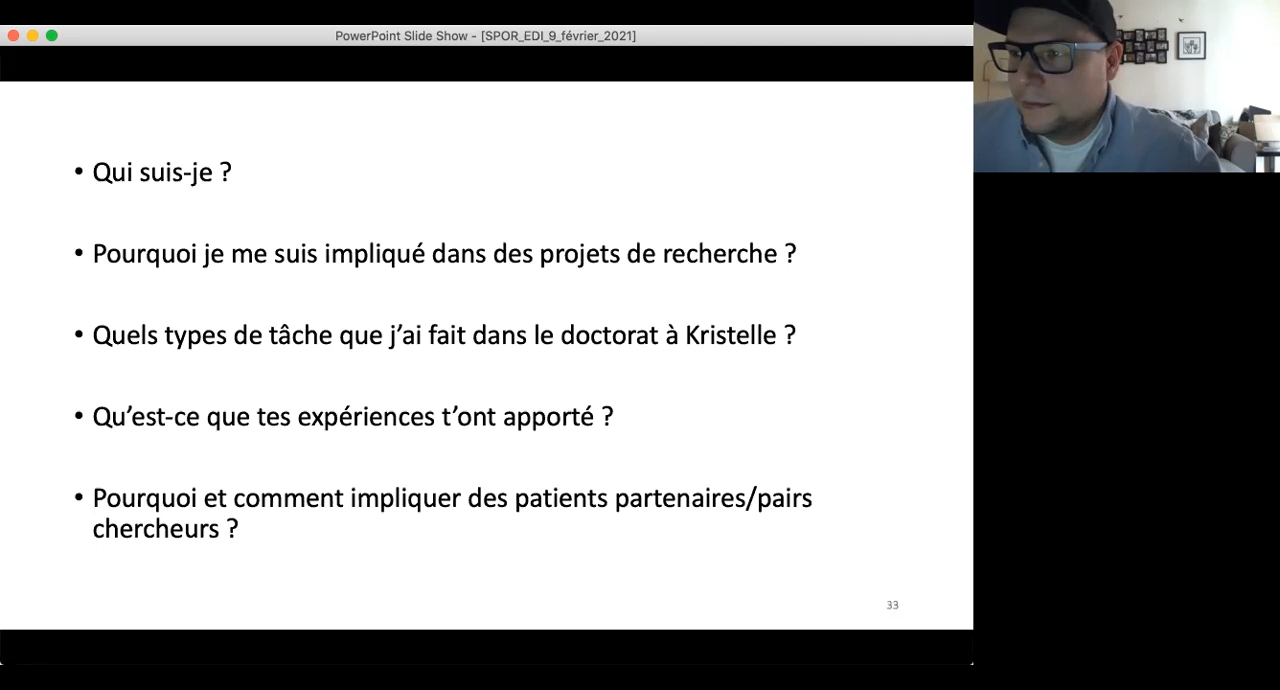 PowerPoint Slide Show - [SPOR_EDI_9_février_2021]
• Qui suis-je ?
• Pourquoi je me suis impliqué dans des projets de recherche ?
• Quels types de tâche que j’ai fait dans le doctorat à Kristelle ?
• Qu’est-ce que tes expériences t’ont apporté ?
• Pourquoi et comment impliquer des patients partenaires/pairs
chercheurs ?
33